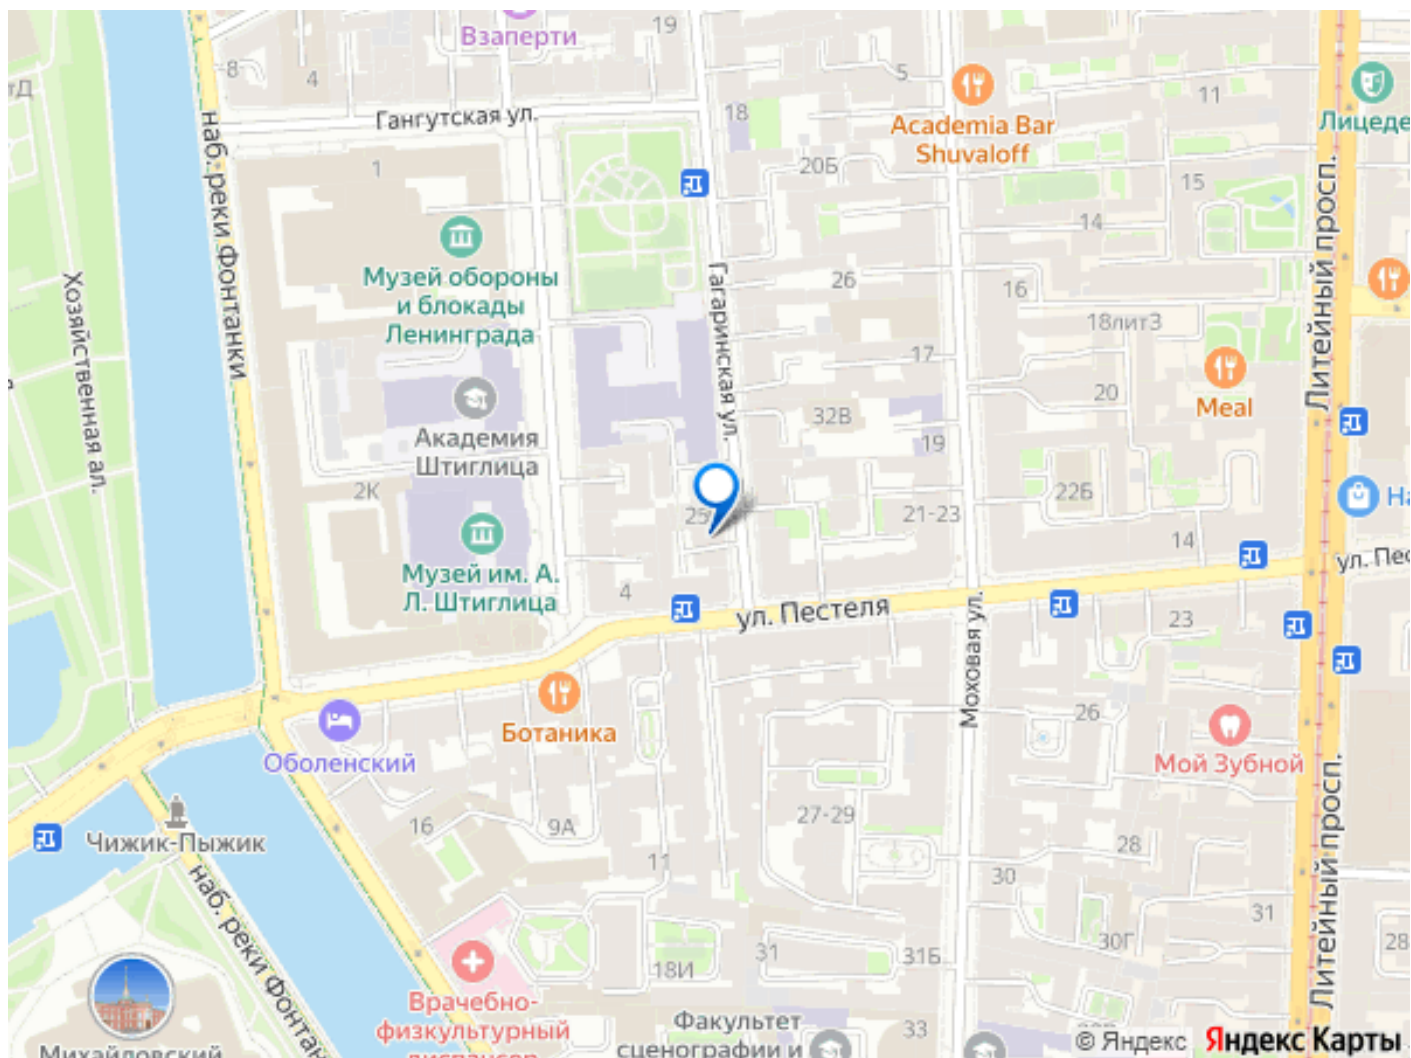 Взаперти
19
8
4
5
тД
Гангутская ул.
18
Academia Bar
Shuvaloff
11
Лицеде
наб. реки Фонтанки
1
20Б
15
14
Литейный просп.
Музей обороны
и блокады
Ленинграда
Хозяйственная ал.
Гагаринская ул.
26
16
18лит3
17
20
Meal
32В
19
Академия
Штиглица
2К
25
21-23
22Б
14
На
ул. Пес
Музей им. А.
Л. Штиглица
4
ул. Пестеля
23
Моховая ул.
Ботаника
Оболенский
26
Мой Зубной
Чижик-Пыжик
16
9А
11
27-29
28
30
31
30Г
Литейный просп.
28
наб. реки Фонтанки
18И
31
31Б
Врачебно-
физкультурный
диспансер
Факультет
сценографии и
33
Михайловский
© Яндекс Яндекс Карты